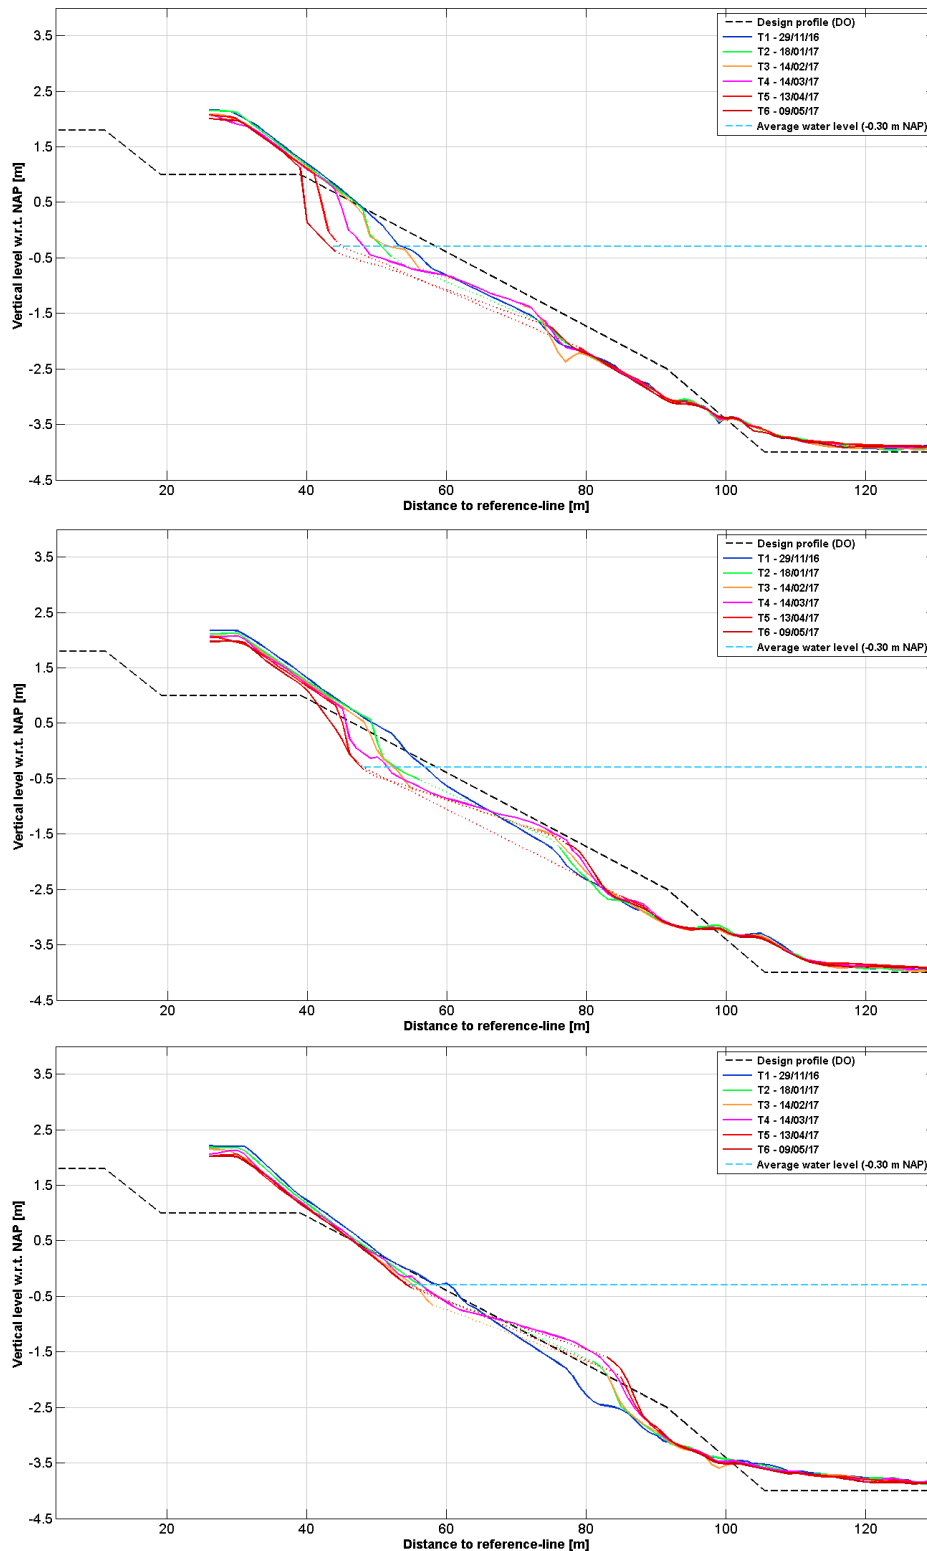 3.5
2.5
1.5
0.5
-0.5
-1.5
-2.5
-3.5
-4.5
Vertical level w.r.t. NAP [m]
20
40
60
80
100
120
Distance to reference-line [m]
Design profile (DO)
T1 - 29/11/16
T2 - 18/01/17
T3 - 14/02/17
T4 - 14/03/17
T5 - 13/04/17
T6 - 09/05/17
Average water level (-0.30 m NAP)
3.5
2.5
1.5
0.5
-0.5
-1.5
-2.5
-3.5
-4.5
Vertical level w.r.t. NAP [m]
20
40
60
80
100
120
Distance to reference-line [m]
Design profile (DO)
T1 - 29/11/16
T2 - 18/01/17
T3 - 14/02/17
T4 - 14/03/17
T5 - 13/04/17
T6 - 09/05/17
Average water level (-0.30 m NAP)
3.5
2.5
1.5
0.5
-0.5
-1.5
-2.5
-3.5
-4.5
Vertical level w.r.t. NAP [m]
20
40
60
80
100
120
Distance to reference-line [m]
Design profile (DO)
T1 - 29/11/16
T2 - 18/01/17
T3 - 14/02/17
T4 - 14/03/17
T5 - 13/04/17
T6 - 09/05/17
Average water level (-0.30 m NAP)